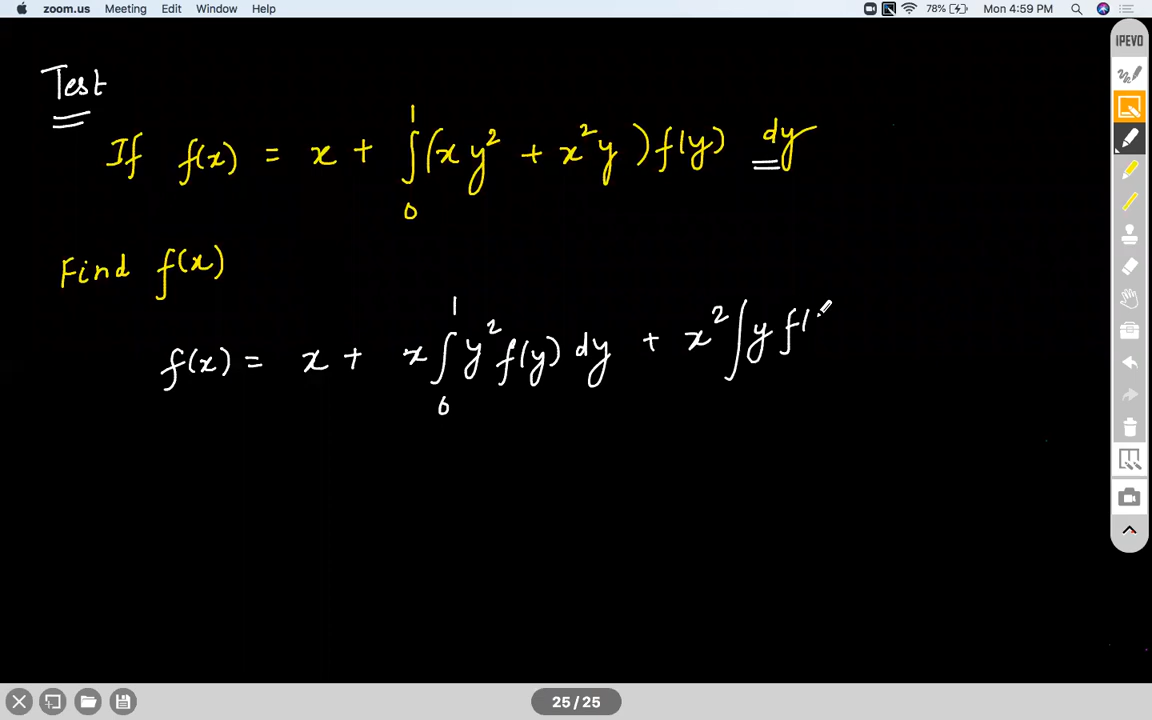 zoom.us Meeting Edit Window Help 78% Mon 4:59 PM
IPEVO
Test
If f(x) = x + ∫₀¹ (xy² + x²y) f(y) dy
Find f(x)
f(x) = x + x ∫₀¹ y² f(y) dy + x² ∫ y f(
25/25